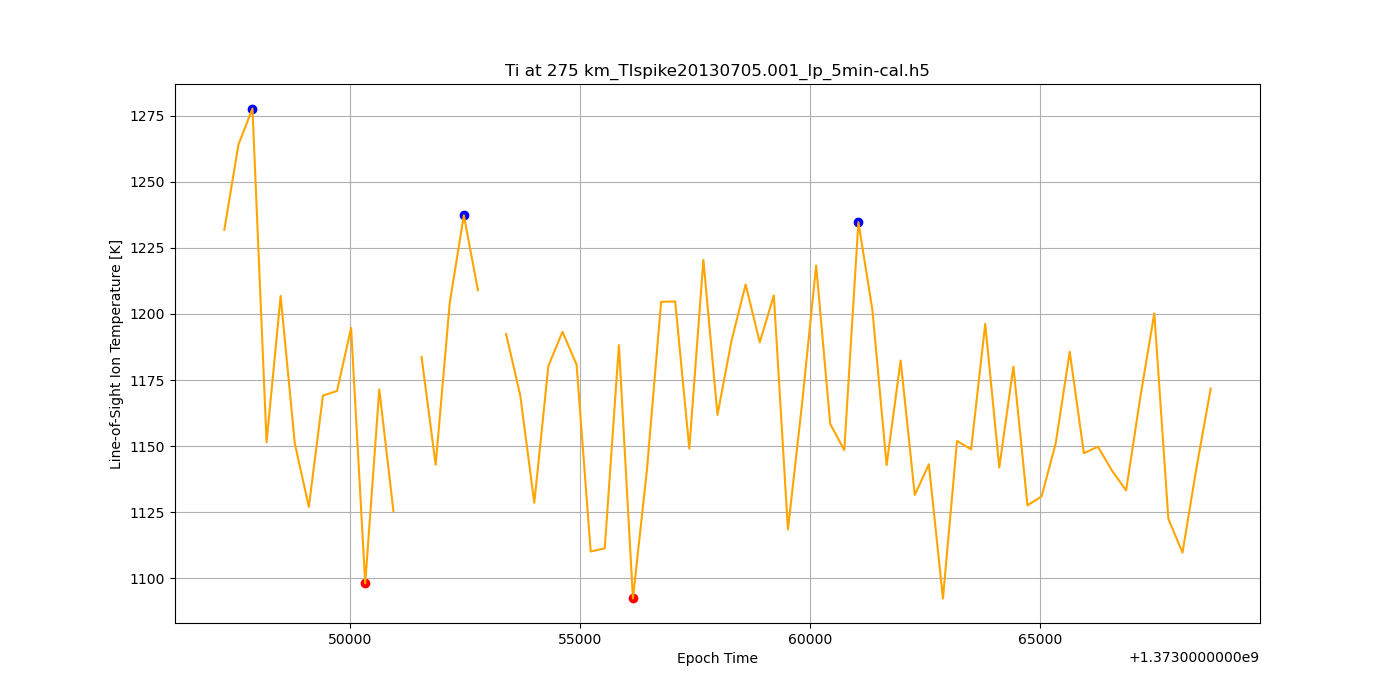 Ti at 275 km_TIspike20130705.001_lp_5min-cal.h5
Line-of-Sight Ion Temperature [K]
1275
1250
1225
1200
1175
1150
1125
1100
50000 55000 60000 65000
Epoch Time
+1.3730000000e9